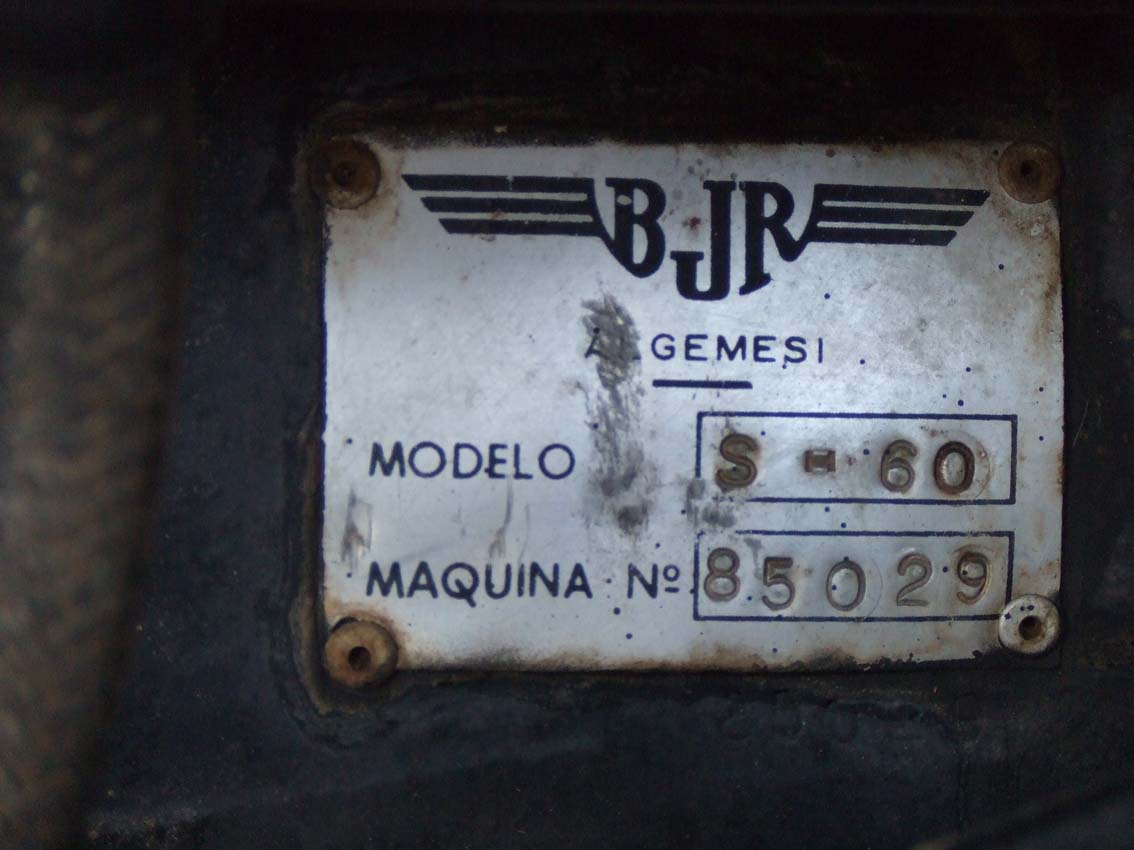 BJR
GEMESI
MODELO S-60
MAQUINA Nº 85029